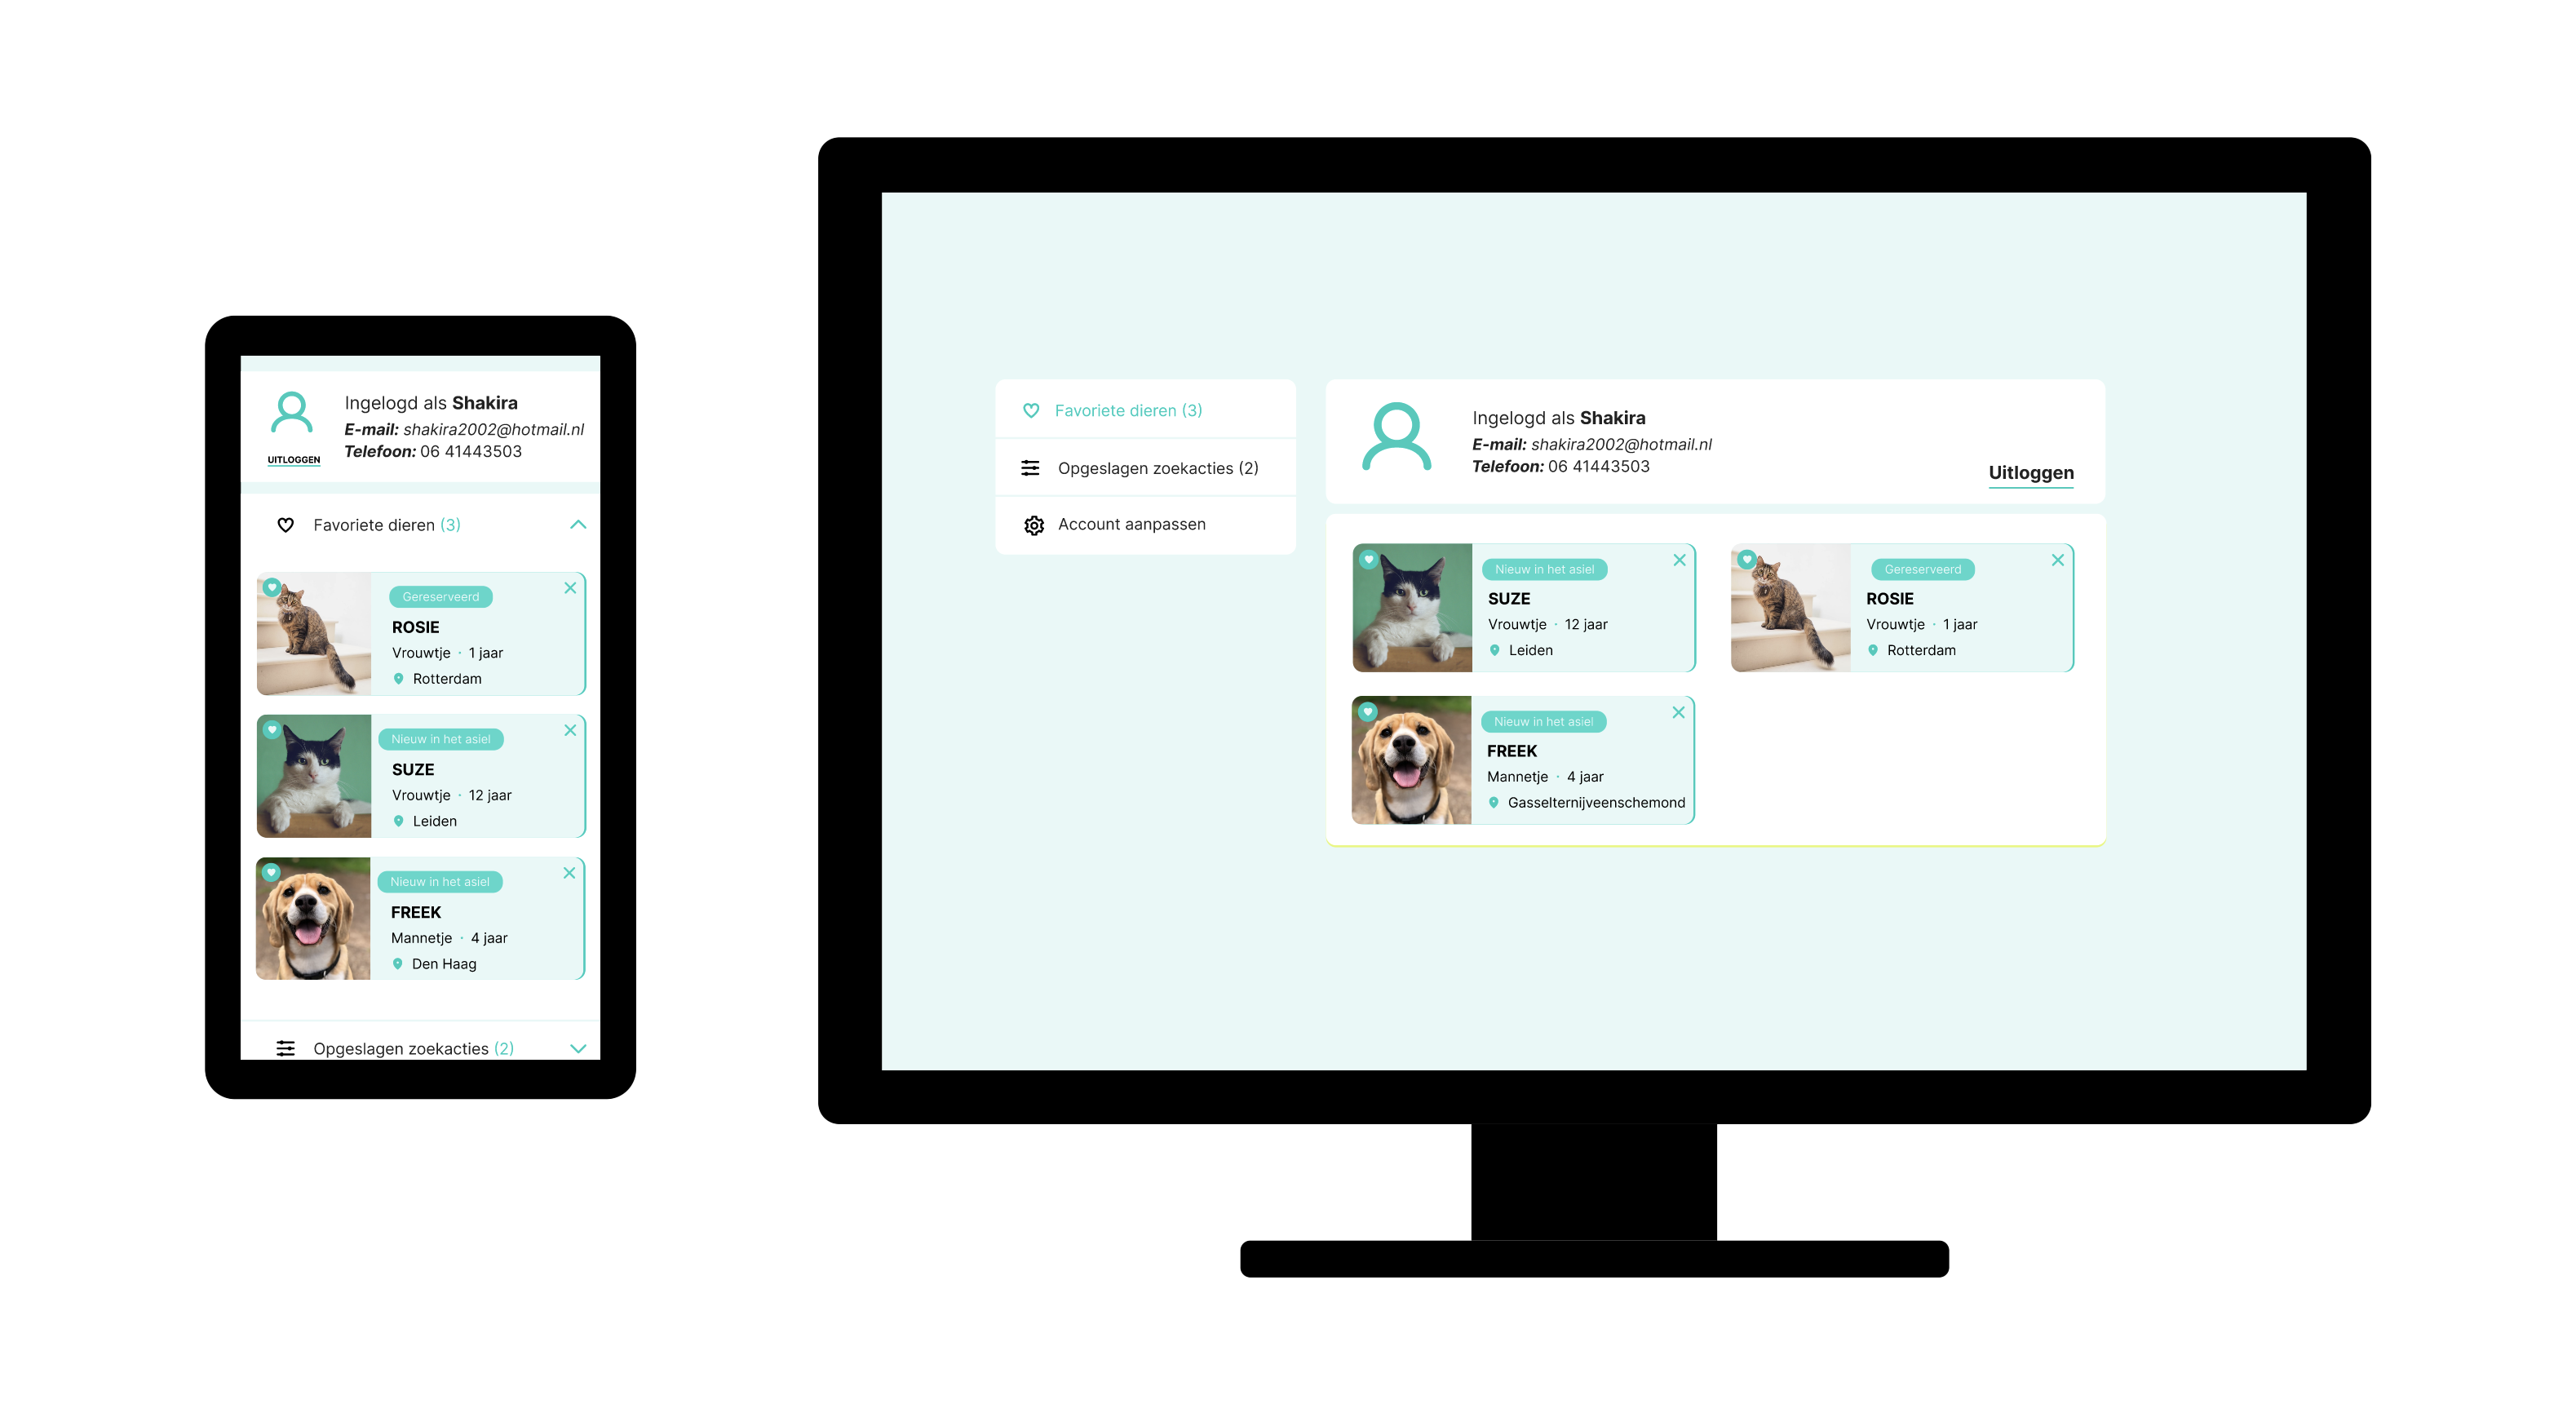 Ingelogd als Shakira
E-mail: shakira2002@hotmail.nl
Telefoon: 06 41443503
UITLOGGEN
Favoriete dieren (3)
Gereserveerd
ROSIE
Vrouwtje · 1 jaar
Rotterdam
Nieuw in het asiel
SUZE
Vrouwtje · 12 jaar
Leiden
Nieuw in het asiel
FREEK
Mannetje · 4 jaar
Den Haag
Opgeslagen zoekacties (2)
Favoriete dieren (3)
Opgeslagen zoekacties (2)
Account aanpassen
Ingelogd als Shakira
E-mail: shakira2002@hotmail.nl
Telefoon: 06 41443503
Uitloggen
Nieuw in het asiel
SUZE
Vrouwtje · 12 jaar
Leiden
Gereserveerd
ROSIE
Vrouwtje · 1 jaar
Rotterdam
Nieuw in het asiel
FREEK
Mannetje · 4 jaar
Gasselternijveenschemond